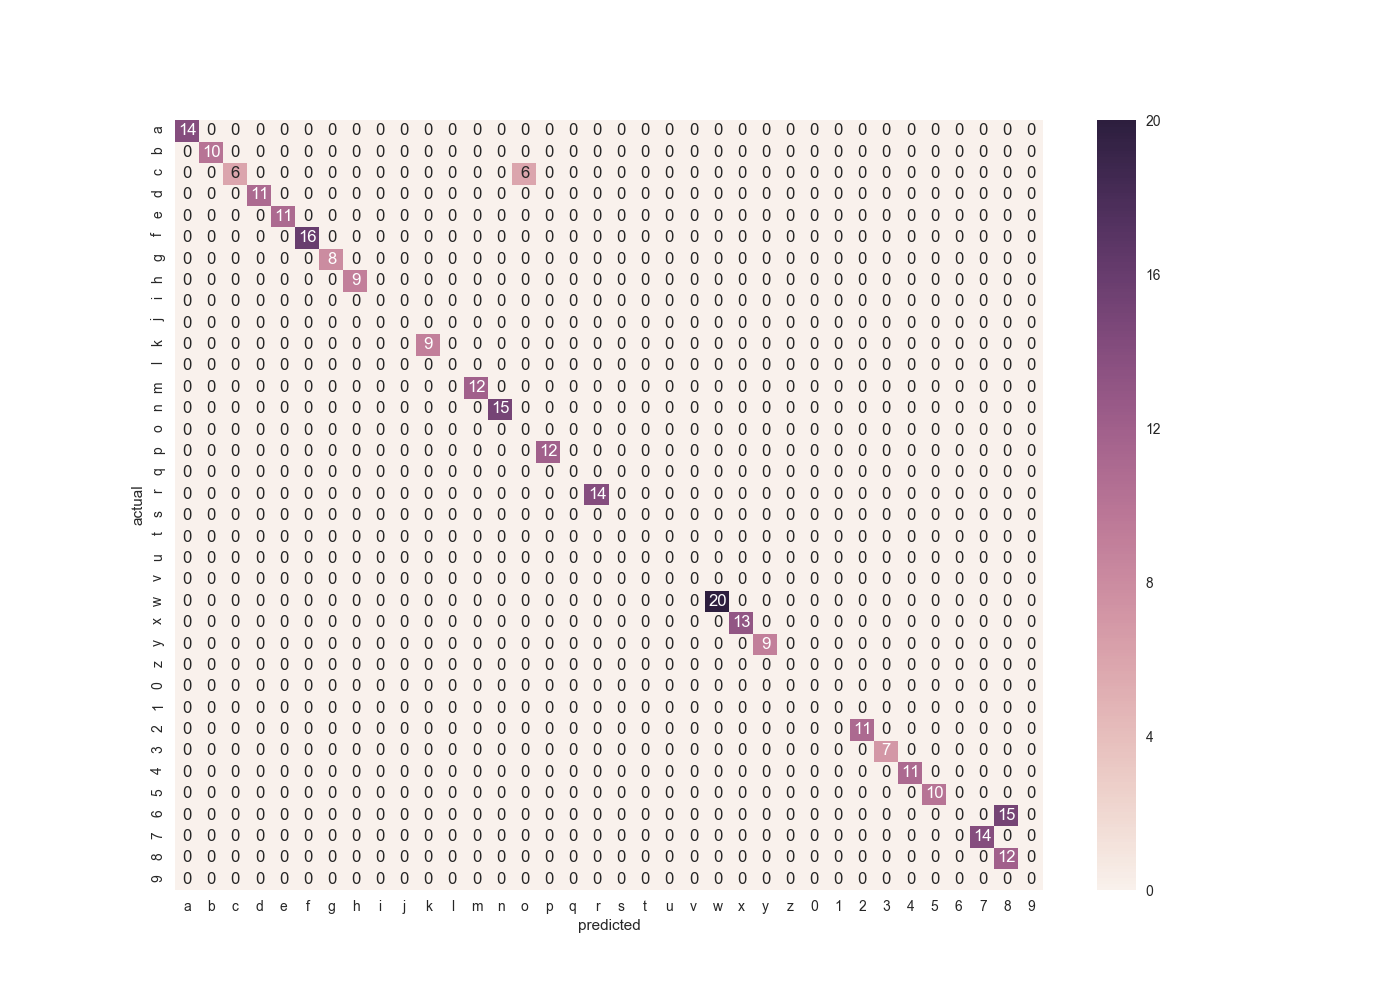 a 14 0 0 0 0 0 0 0 0 0 0 0 0 0 0 0 0 0 0 0 0 0 0 0 0 0 0 0 0 0 0 0 0 0 0 0
b 0 10 0 0 0 0 0 0 0 0 0 0 0 0 0 0 0 0 0 0 0 0 0 0 0 0 0 0 0 0 0 0 0 0 0 0
c 0 0 6 0 0 0 0 0 0 0 0 0 0 0 6 0 0 0 0 0 0 0 0 0 0 0 0 0 0 0 0 0 0 0 0 0
d 0 0 0 11 0 0 0 0 0 0 0 0 0 0 0 0 0 0 0 0 0 0 0 0 0 0 0 0 0 0 0 0 0 0 0 0
e 0 0 0 0 11 0 0 0 0 0 0 0 0 0 0 0 0 0 0 0 0 0 0 0 0 0 0 0 0 0 0 0 0 0 0 0
f 0 0 0 0 0 16 0 0 0 0 0 0 0 0 0 0 0 0 0 0 0 0 0 0 0 0 0 0 0 0 0 0 0 0 0 0
g 0 0 0 0 0 0 8 0 0 0 0 0 0 0 0 0 0 0 0 0 0 0 0 0 0 0 0 0 0 0 0 0 0 0 0 0
h 0 0 0 0 0 0 0 9 0 0 0 0 0 0 0 0 0 0 0 0 0 0 0 0 0 0 0 0 0 0 0 0 0 0 0 0
i 0 0 0 0 0 0 0 0 0 0 0 0 0 0 0 0 0 0 0 0 0 0 0 0 0 0 0 0 0 0 0 0 0 0 0 0
j 0 0 0 0 0 0 0 0 0 0 0 0 0 0 0 0 0 0 0 0 0 0 0 0 0 0 0 0 0 0 0 0 0 0 0 0
k 0 0 0 0 0 0 0 0 0 0 9 0 0 0 0 0 0 0 0 0 0 0 0 0 0 0 0 0 0 0 0 0 0 0 0 0
l 0 0 0 0 0 0 0 0 0 0 0 0 0 0 0 0 0 0 0 0 0 0 0 0 0 0 0 0 0 0 0 0 0 0 0 0
m 0 0 0 0 0 0 0 0 0 0 0 0 12 0 0 0 0 0 0 0 0 0 0 0 0 0 0 0 0 0 0 0 0 0 0 0
n 0 0 0 0 0 0 0 0 0 0 0 0 0 15 0 0 0 0 0 0 0 0 0 0 0 0 0 0 0 0 0 0 0 0 0 0
o 0 0 0 0 0 0 0 0 0 0 0 0 0 0 0 0 0 0 0 0 0 0 0 0 0 0 0 0 0 0 0 0 0 0 0 0
p 0 0 0 0 0 0 0 0 0 0 0 0 0 0 0 12 0 0 0 0 0 0 0 0 0 0 0 0 0 0 0 0 0 0 0 0
q 0 0 0 0 0 0 0 0 0 0 0 0 0 0 0 0 0 0 0 0 0 0 0 0 0 0 0 0 0 0 0 0 0 0 0 0
r 0 0 0 0 0 0 0 0 0 0 0 0 0 0 0 0 0 14 0 0 0 0 0 0 0 0 0 0 0 0 0 0 0 0 0 0
s 0 0 0 0 0 0 0 0 0 0 0 0 0 0 0 0 0 0 0 0 0 0 0 0 0 0 0 0 0 0 0 0 0 0 0 0
t 0 0 0 0 0 0 0 0 0 0 0 0 0 0 0 0 0 0 0 0 0 0 0 0 0 0 0 0 0 0 0 0 0 0 0 0
u 0 0 0 0 0 0 0 0 0 0 0 0 0 0 0 0 0 0 0 0 0 0 0 0 0 0 0 0 0 0 0 0 0 0 0 0
v 0 0 0 0 0 0 0 0 0 0 0 0 0 0 0 0 0 0 0 0 0 0 0 0 0 0 0 0 0 0 0 0 0 0 0 0
w 0 0 0 0 0 0 0 0 0 0 0 0 0 0 0 0 0 0 0 0 0 0 20 0 0 0 0 0 0 0 0 0 0 0 0 0
x 0 0 0 0 0 0 0 0 0 0 0 0 0 0 0 0 0 0 0 0 0 0 0 13 0 0 0 0 0 0 0 0 0 0 0 0
y 0 0 0 0 0 0 0 0 0 0 0 0 0 0 0 0 0 0 0 0 0 0 0 0 9 0 0 0 0 0 0 0 0 0 0 0
z 0 0 0 0 0 0 0 0 0 0 0 0 0 0 0 0 0 0 0 0 0 0 0 0 0 0 0 0 0 0 0 0 0 0 0 0
0 0 0 0 0 0 0 0 0 0 0 0 0 0 0 0 0 0 0 0 0 0 0 0 0 0 0 0 0 0 0 0 0 0 0 0 0
1 0 0 0 0 0 0 0 0 0 0 0 0 0 0 0 0 0 0 0 0 0 0 0 0 0 0 0 0 0 0 0 0 0 0 0 0
2 0 0 0 0 0 0 0 0 0 0 0 0 0 0 0 0 0 0 0 0 0 0 0 0 0 0 0 0 11 0 0 0 0 0 0 0
3 0 0 0 0 0 0 0 0 0 0 0 0 0 0 0 0 0 0 0 0 0 0 0 0 0 0 0 0 0 7 0 0 0 0 0 0
4 0 0 0 0 0 0 0 0 0 0 0 0 0 0 0 0 0 0 0 0 0 0 0 0 0 0 0 0 0 0 11 0 0 0 0 0
5 0 0 0 0 0 0 0 0 0 0 0 0 0 0 0 0 0 0 0 0 0 0 0 0 0 0 0 0 0 0 0 10 0 0 0 0
6 0 0 0 0 0 0 0 0 0 0 0 0 0 0 0 0 0 0 0 0 0 0 0 0 0 0 0 0 0 0 0 0 0 0 15 0
7 0 0 0 0 0 0 0 0 0 0 0 0 0 0 0 0 0 0 0 0 0 0 0 0 0 0 0 0 0 0 0 0 0 14 0 0
8 0 0 0 0 0 0 0 0 0 0 0 0 0 0 0 0 0 0 0 0 0 0 0 0 0 0 0 0 0 0 0 0 0 0 12 0
9 0 0 0 0 0 0 0 0 0 0 0 0 0 0 0 0 0 0 0 0 0 0 0 0 0 0 0 0 0 0 0 0 0 0 0 0
a b c d e f g h i j k l m n o p q r s t u v w x y z 0 1 2 3 4 5 6 7 8 9
predicted
actual
20
16
12
8
4
0